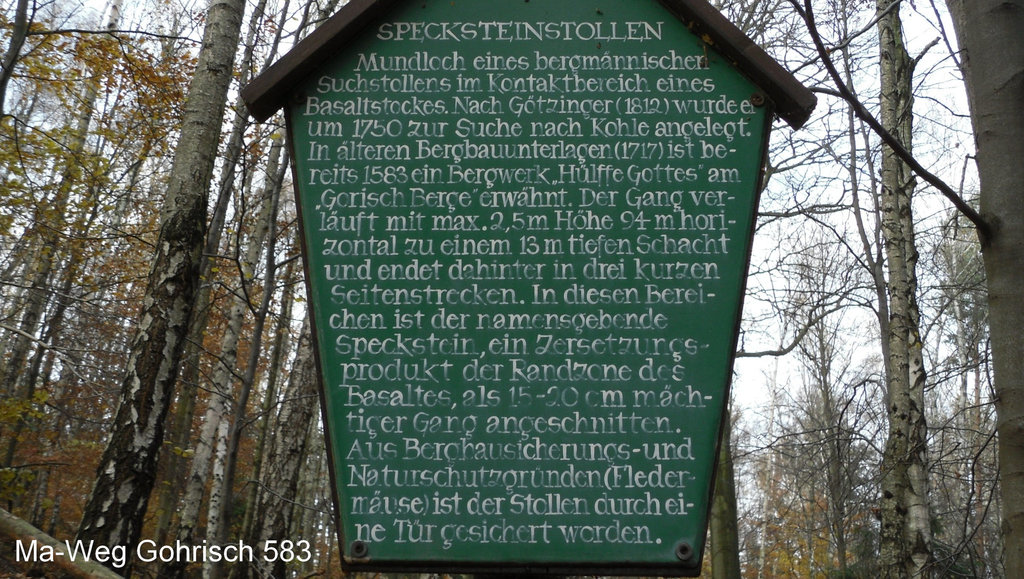 SPECKSTEINSTOLLEN
Mundloch eines bergmännischen
Suchstollens im Kontaktbereich eines
Basaltstockes. Nach Götzinger (1812) wurde er
um 1750 zur Suche nach Kohle angelegt.
In älteren Bergbauunterlagen (1717) ist be-
reits 1583 ein Bergwerk „Hülffe Gottes" am
„Gorisch Berge" erwähnt. Der Gang ver-
läuft mit max. 2,5 m Höhe 94 m hori-
zontal zu einem 13 m tiefen Schacht
und endet dahinter in drei kurzen
Seitenstrecken. In diesen Berei-
chen ist der namensgebende
Speckstein, ein Zersetzungs-
produkt der Randzone des
Basaltes, als 15-20 cm mäch-
tiger Gang angeschnitten.
Aus Bergbausicherungs- und
Naturschutzgründen (Fleder-
mäuse) ist der Stollen durch ei-
ne Tür gesichert worden.
Ma-Weg Gohrisch 583